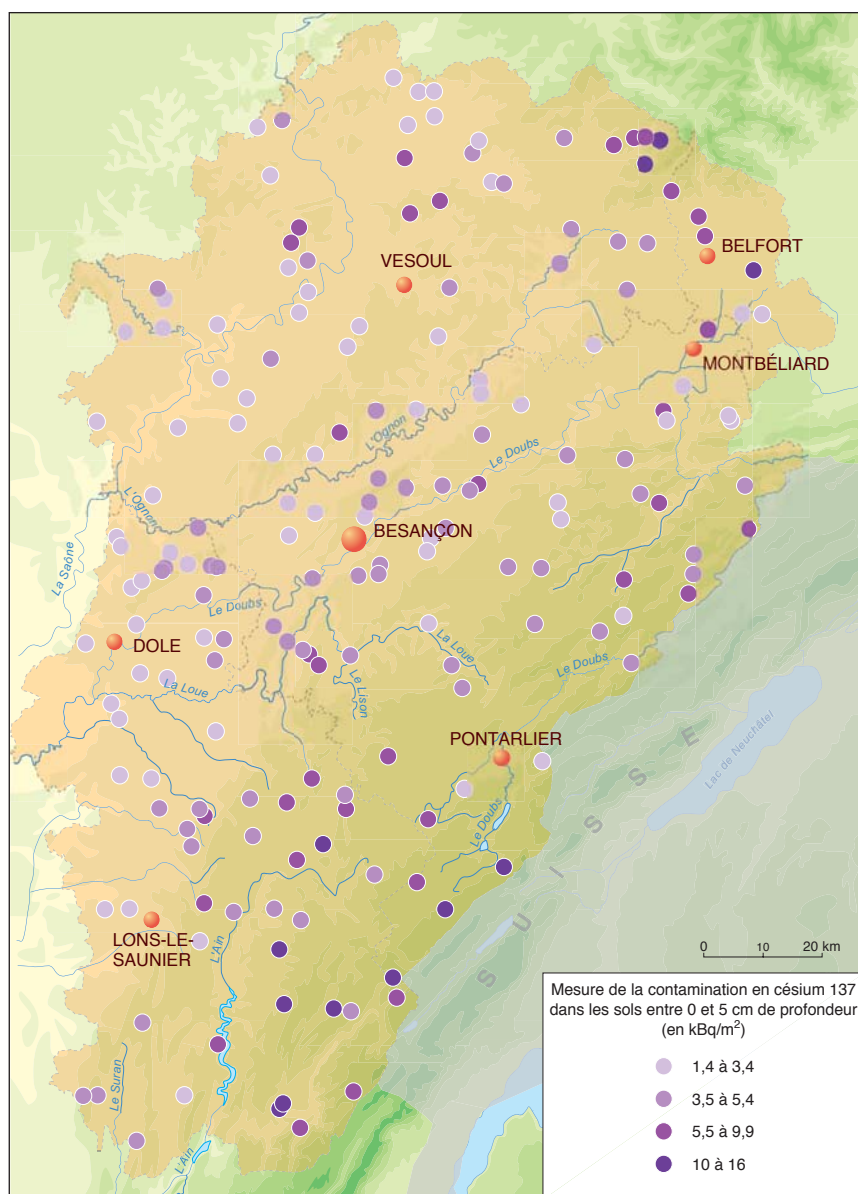 VESOUL
BELFORT
MONTBÉLIARD
L'Ognon
Le Doubs
L'Ognon
BESANÇON
La Saône
Le Doubs
DOLE
La Loue
Le Doubs
La Loue
Le Lison
PONTARLIER
Lac de Neuchâtel
SUISSE
Le Doubs
LONS-LE-
SAUNIER
L'Ain
0 10 20 km
Le Suran
L'Ain
Mesure de la contamination en césium 137
dans les sols entre 0 et 5 cm de profondeur
(en kBq/m²)
1,4 à 3,4
3,5 à 5,4
5,5 à 9,9
10 à 16